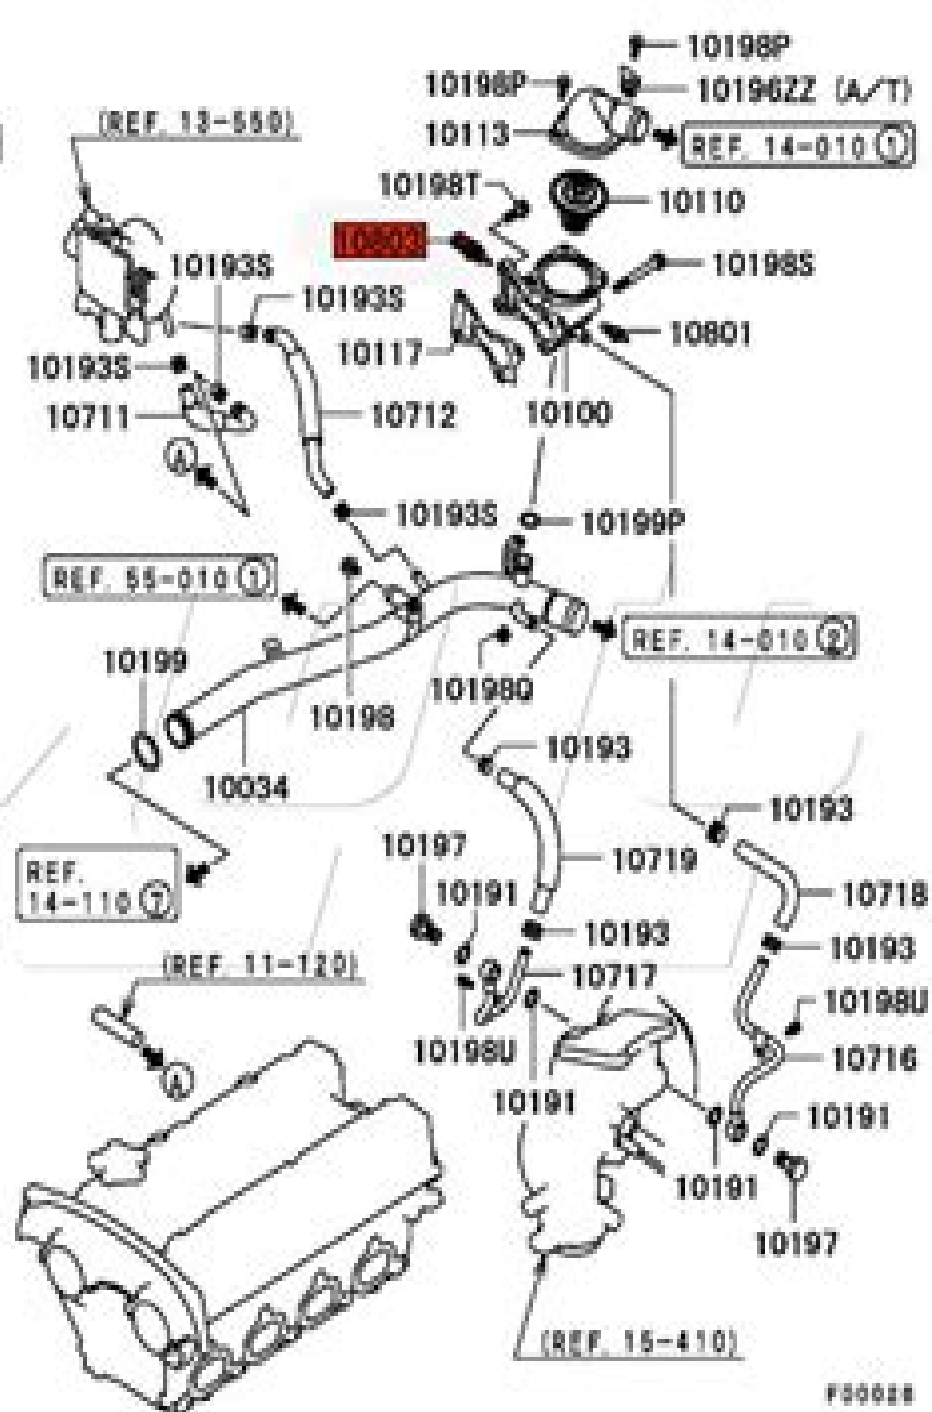 10198P
10198P
10196ZZ (A/T)
(REF. 13-550)
10113
REF. 14-010 ①
10198T
10110
10193S
10198S
10193S
10801
10117
10193S
10711
10712
10100
A
10193S
10199P
REF. 55-010 ①
REF. 14-010 ②
10199
10198Q
10198
10193
10034
10193
10197
10719
REF.
14-110 ⑦
10191
10718
10193
10193
(REF. 11-120)
10717
10198U
10198U
10716
A
10191
10191
10191
10197
(REF. 15-410)